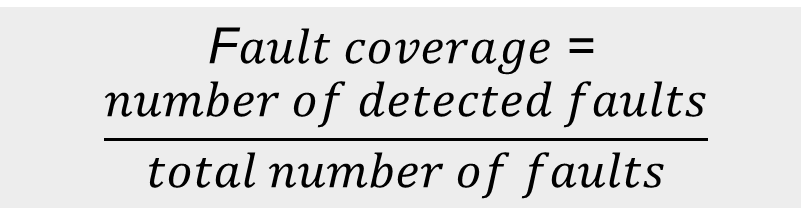 Fault coverage =
number of detected faults
total number of faults